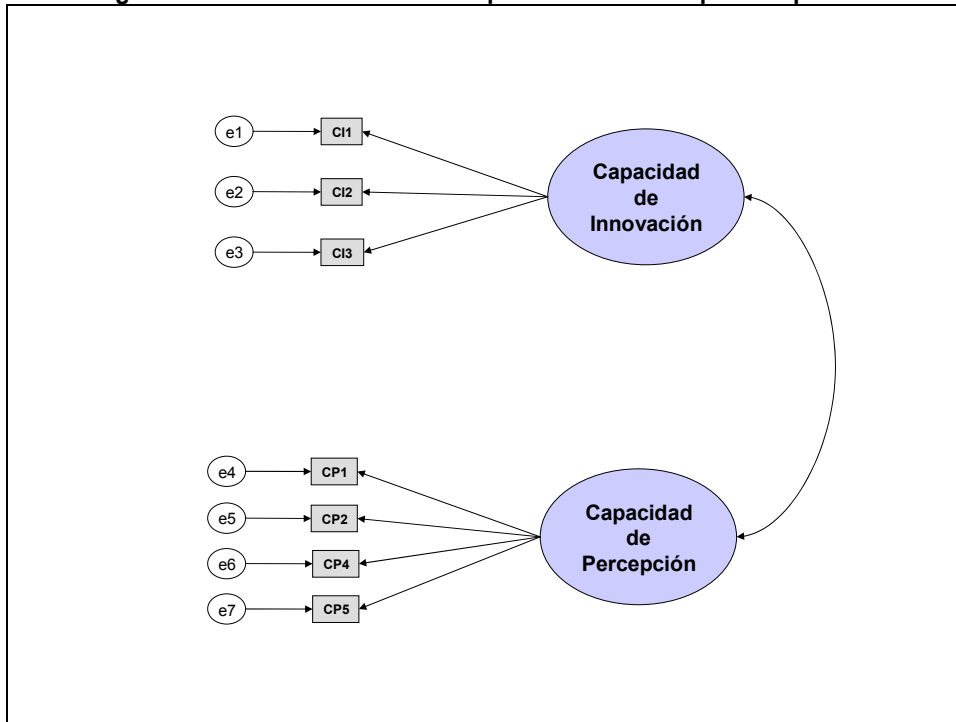 e1
CI1
e2
CI2
e3
CI3
Capacidad
de
Innovación
e4
CP1
e5
CP2
e6
CP4
e7
CP5
Capacidad
de
Percepción